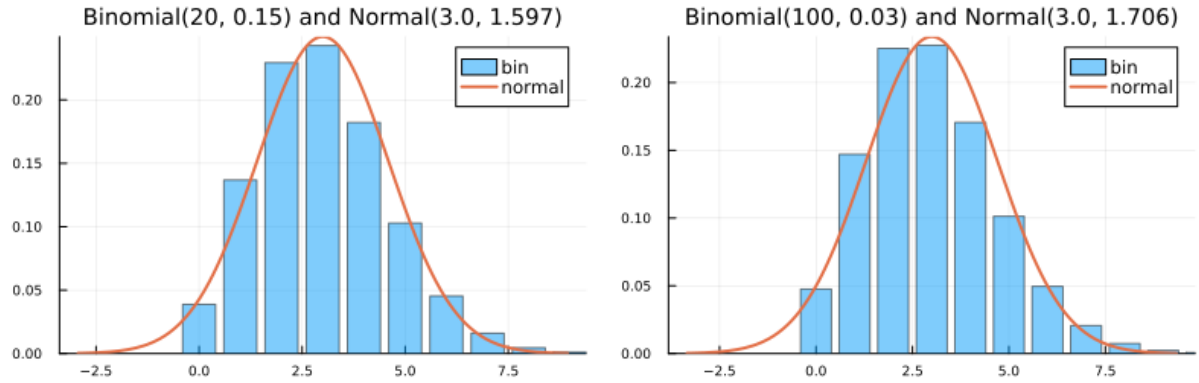 Binomial(20, 0.15) and Normal(3.0, 1.597)
bin
normal
0.20
0.15
0.10
0.05
0.00
−2.5 0.0 2.5 5.0 7.5
Binomial(100, 0.03) and Normal(3.0, 1.706)
bin
normal
0.20
0.15
0.10
0.05
0.00
−2.5 0.0 2.5 5.0 7.5